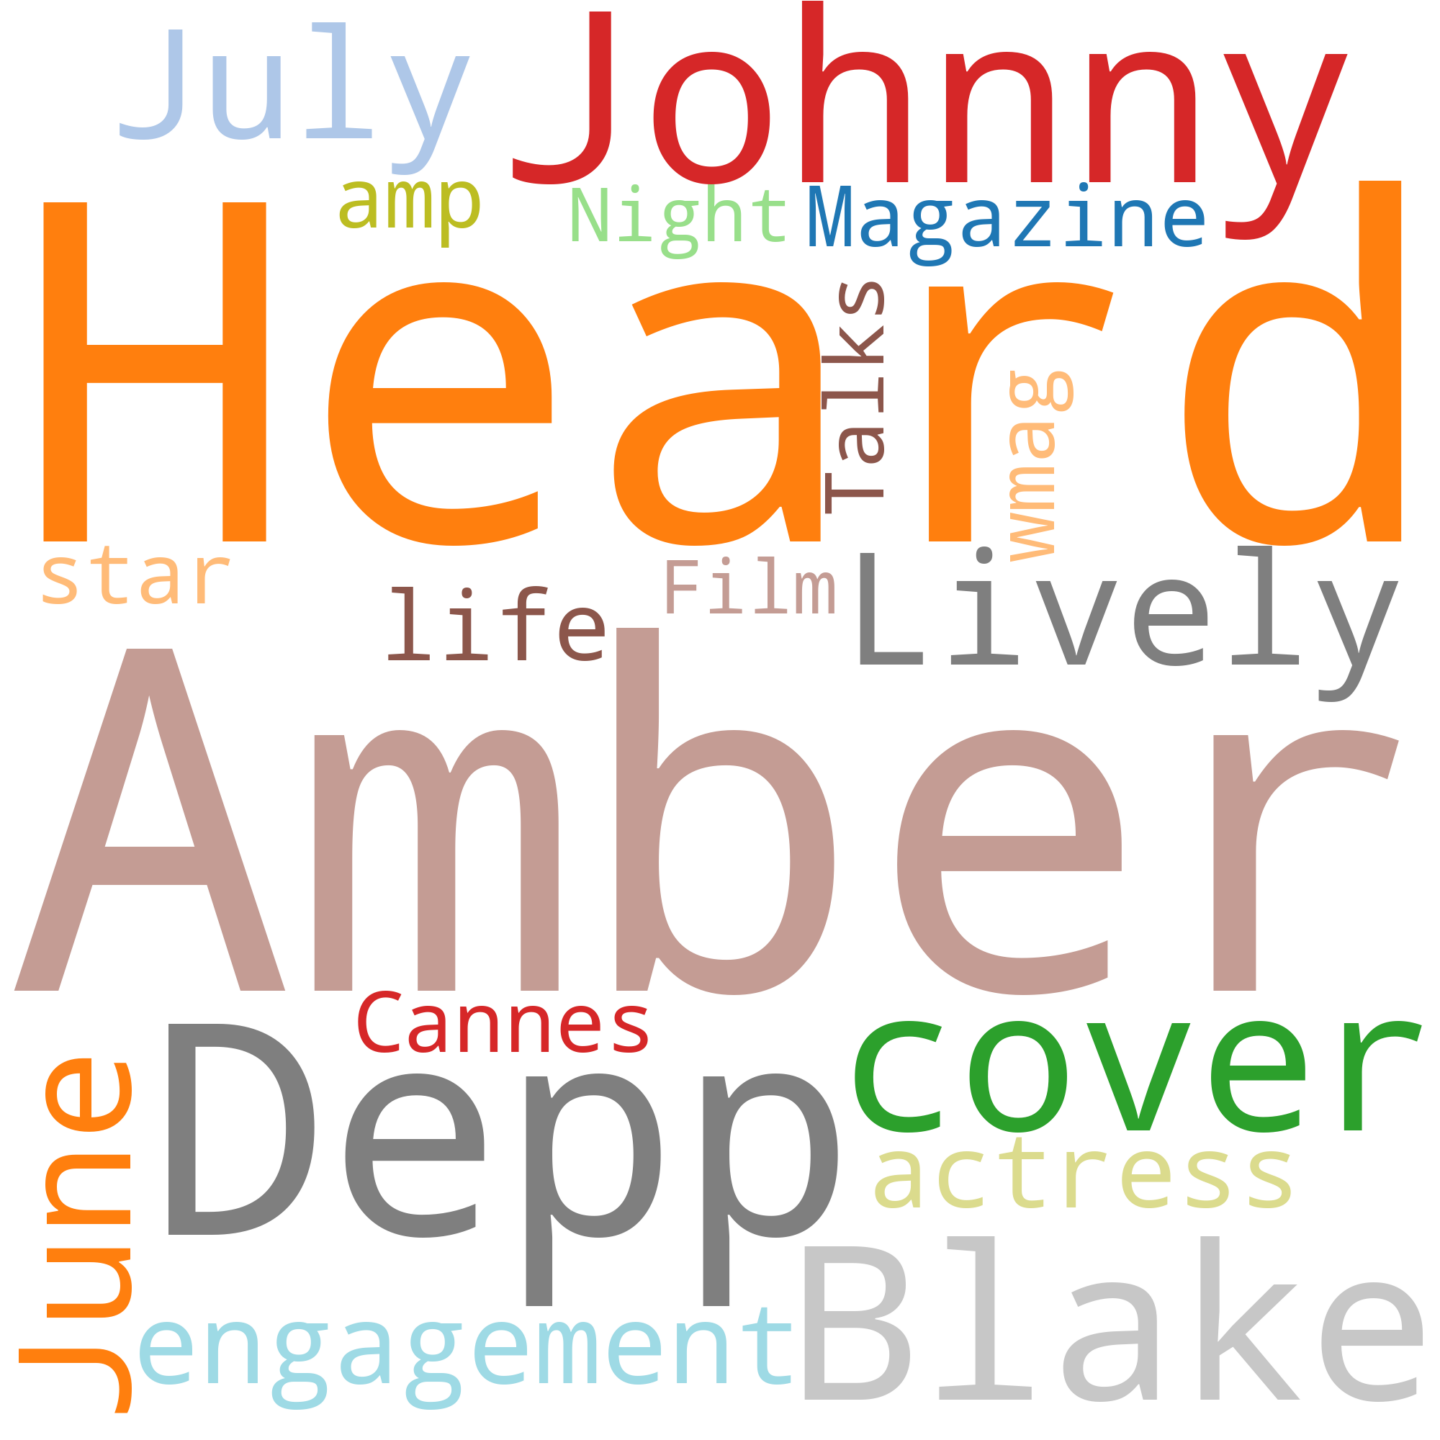 July
Johnny
amp
Night
Magazine
Heard
Talks
wmag
star
life
Film
Lively
Amber
Cannes
Depp
cover
June
actress
engagement
Blake